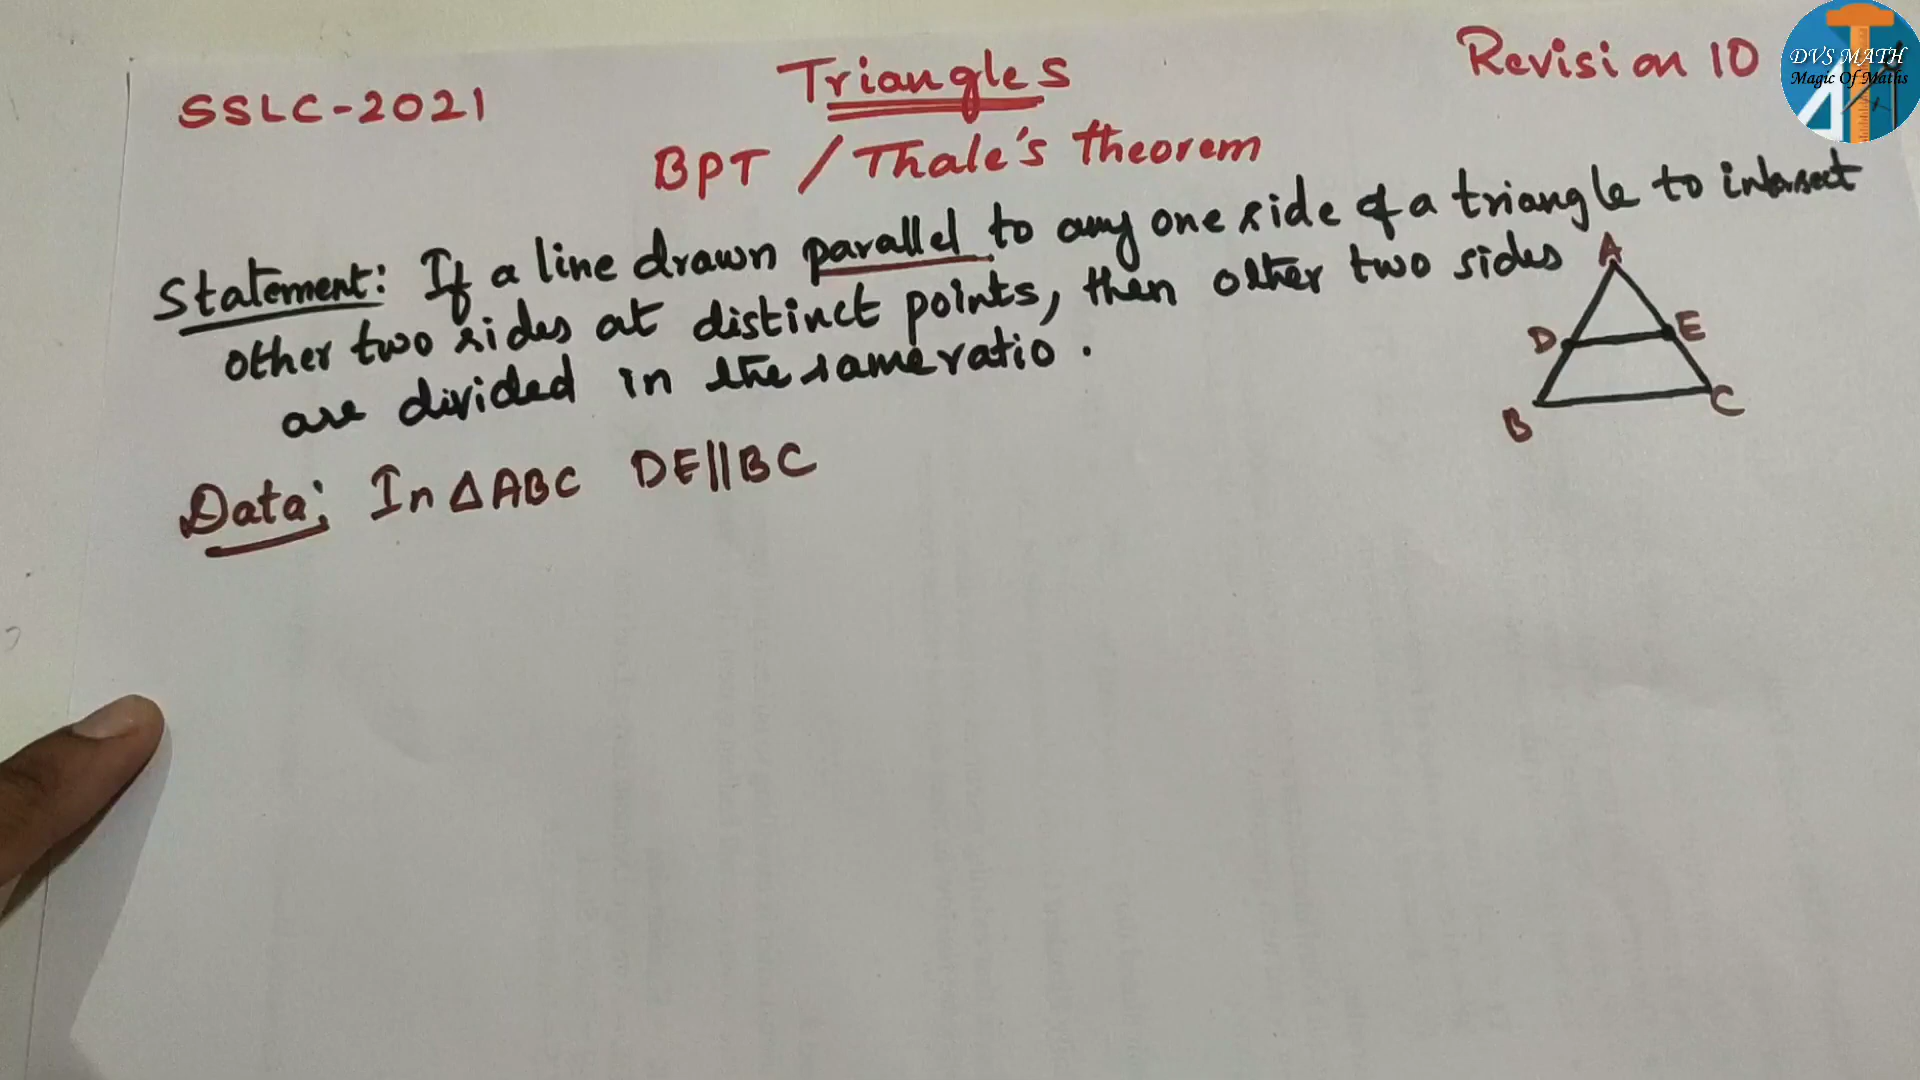 SSLC-2021
Triangles
Revision 10
DVS MATH
Magic Of Maths
BPT / Thale's theorem
Statement: If a line drawn parallel to any one side of a triangle to intersect
other two sides at distinct points, then other two sides
are divided in the same ratio.
A
D E
B C
Data: In △ABC DE||BC